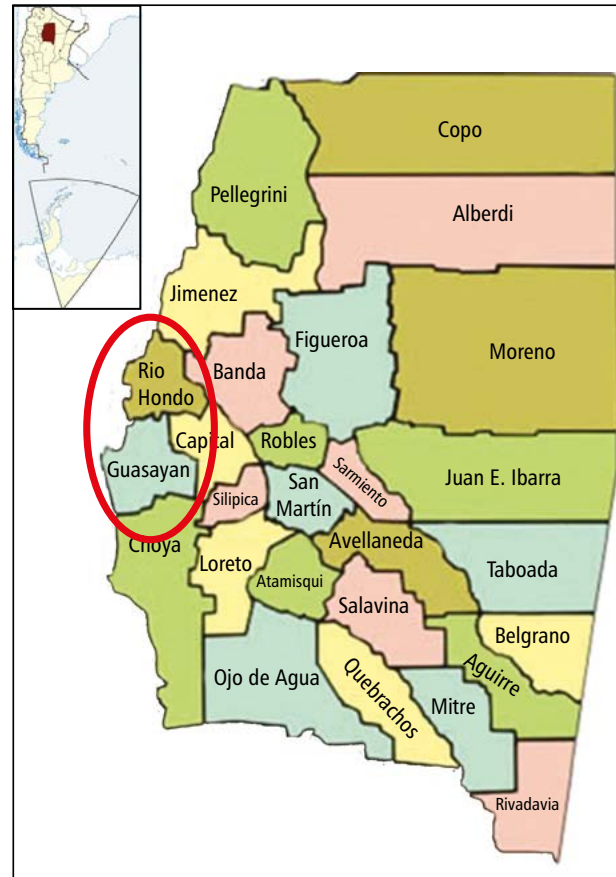 Copo
Pellegrini
Alberdi
Jimenez
Figueroa
Moreno
Rio
Hondo
Banda
Capital
Robles
Guasayan
Sarmiento
Juan E. Ibarra
Silipica
San
Martín
Choya
Avellaneda
Loreto
Taboada
Atamisqui
Salavina
Belgrano
Aguirre
Ojo de Agua
Quebrachos
Mitre
Rivadavia